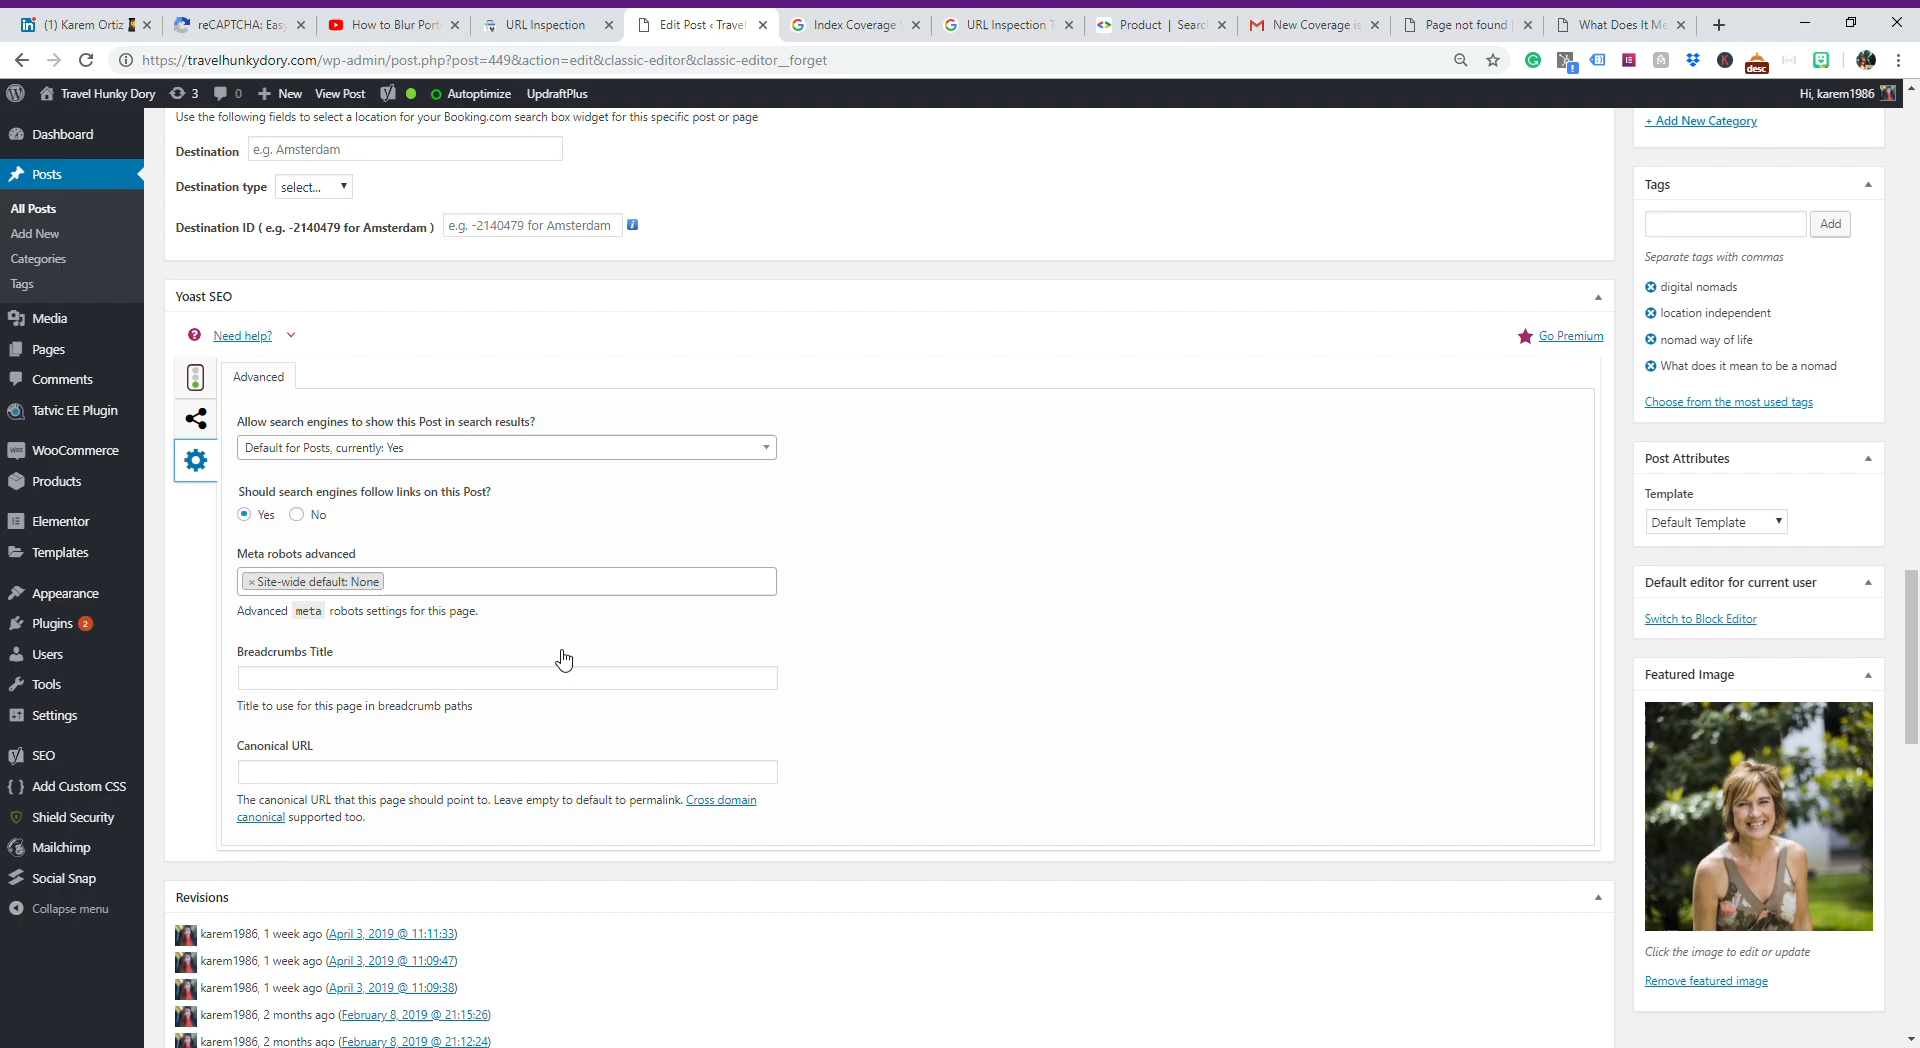 (1) Karem Ortiz
reCAPTCHA: Eas
How to Blur Port
URL Inspection
Edit Post ‹ Trave
Index Coverage
URL Inspection T
Product | Searc
New Coverage is
Page not found
What Does It Me
https://travelhunkydory.com/wp-admin/post.php?post=449&action=edit&classic-editor&classic-editor__forget
desc
Travel Hunky Dory
3
0
New
View Post
Autoptimize
UpdraftPlus
Hi, karem1986
Dashboard
Posts
All Posts
Add New
Categories
Tags
Media
Pages
Comments
Tatvic EE Plugin
WooCommerce
Products
Elementor
Templates
Appearance
Plugins 2
Users
Tools
Settings
SEO
Add Custom CSS
Shield Security
Mailchimp
Social Snap
Collapse menu
Use the following fields to select a location for your Booking.com search box widget for this specific post or page
Destination e.g. Amsterdam
Destination type select...
Destination ID ( e.g. -2140479 for Amsterdam ) e.g. -2140479 for Amsterdam
Yoast SEO
Need help?
Go Premium
Advanced
Allow search engines to show this Post in search results?
Default for Posts, currently: Yes
Should search engines follow links on this Post?
Yes No
Meta robots advanced
× Site-wide default: None
Advanced meta robots settings for this page.
Breadcrumbs Title
Title to use for this page in breadcrumb paths
Canonical URL
The canonical URL that this page should point to. Leave empty to default to permalink. Cross domain
canonical supported too.
Revisions
karem1986, 1 week ago (April 3, 2019 @ 11:11:33)
karem1986, 1 week ago (April 3, 2019 @ 11:09:47)
karem1986, 1 week ago (April 3, 2019 @ 11:09:38)
karem1986, 2 months ago (February 8, 2019 @ 21:15:26)
karem1986, 2 months ago (February 8, 2019 @ 21:12:24)
+ Add New Category
Tags
Add
Separate tags with commas
digital nomads
location independent
nomad way of life
What does it mean to be a nomad
Choose from the most used tags
Post Attributes
Template
Default Template
Default editor for current user
Switch to Block Editor
Featured Image
Click the image to edit or update
Remove featured image